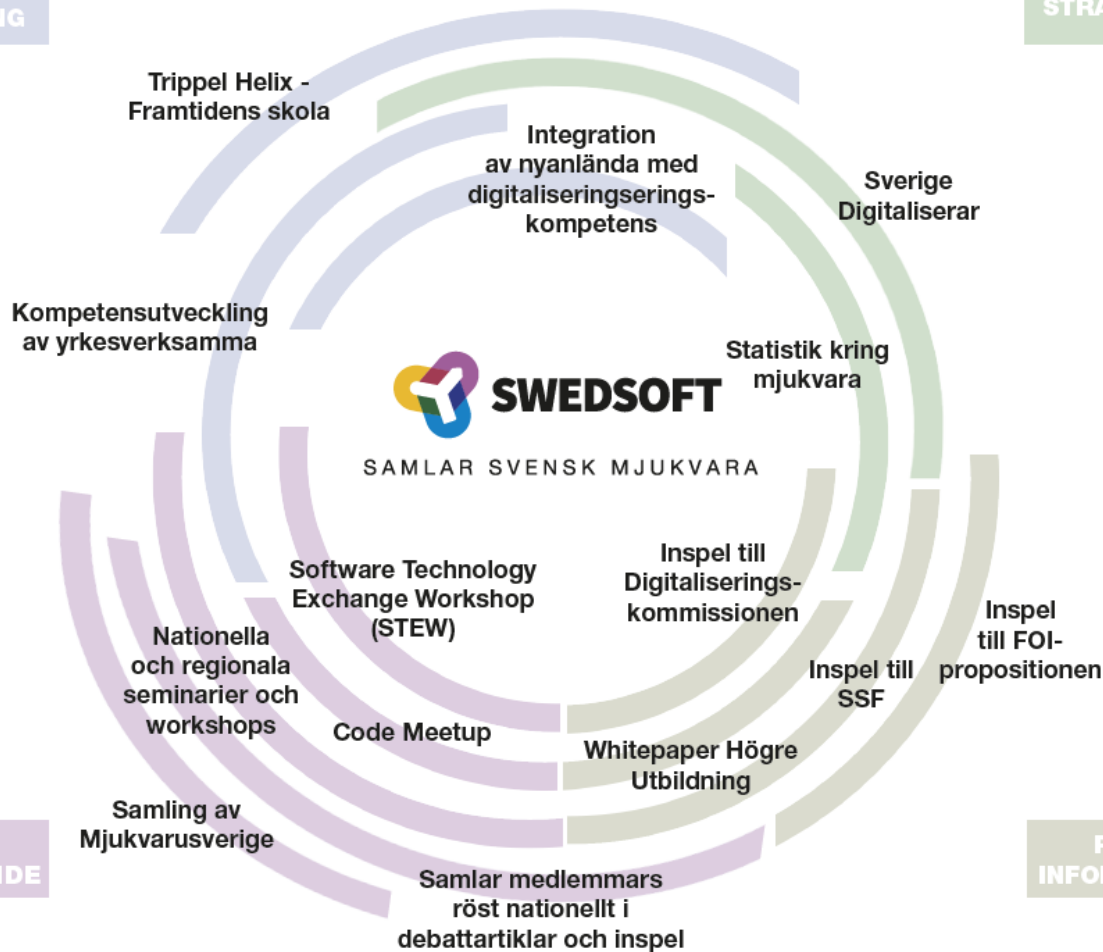 Trippel Helix -
Framtidens skola
Integration
av nyanlända med
digitaliseringserings-
kompetens
Sverige
Digitaliserar
Kompetensutveckling
av yrkesverksamma
Statistik kring
mjukvara
SWEDSOFT
SAMLAR SVENSK MJUKVARA
Software Technology
Exchange Workshop
(STEW)
Inspel till
Digitaliserings-
kommissionen
Inspel
till FOI-
propositionen
Nationella
och regionala
seminarier och
workshops
Inspel till
SSF
Code Meetup
Whitepaper Högre
Utbildning
Samling av
Mjukvarusverige
Samlar medlemmars
röst nationellt i
debattartiklar och inspel